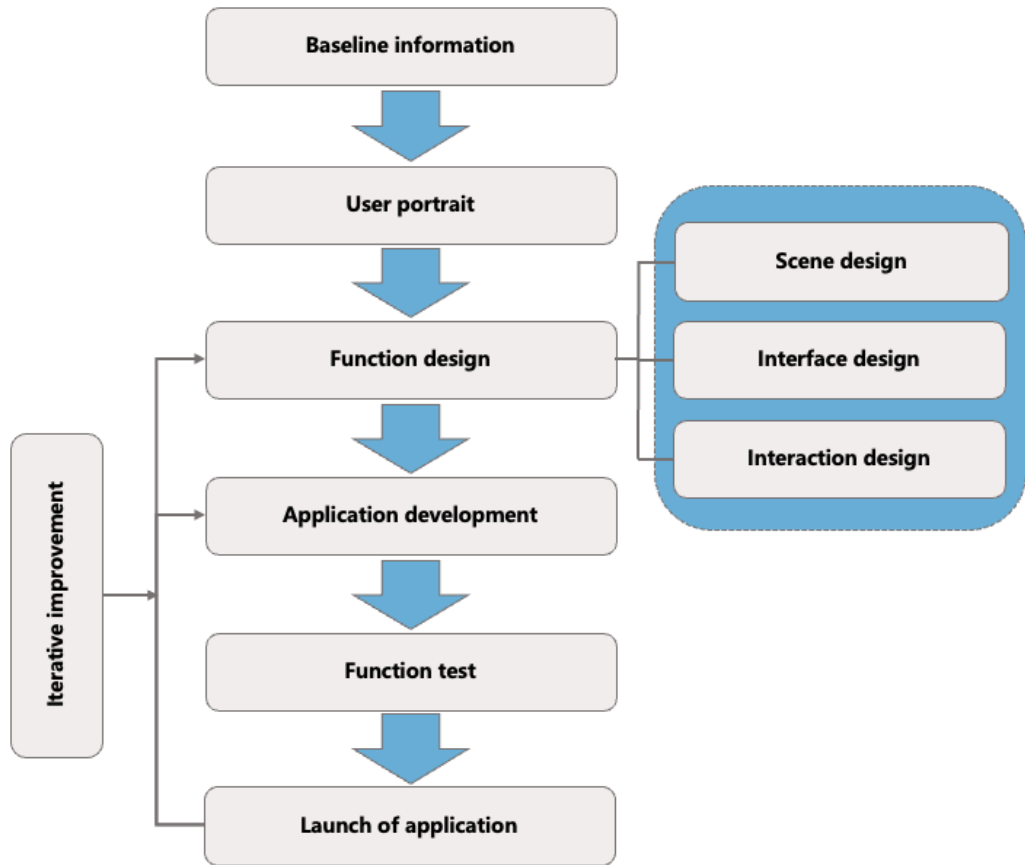 Baseline information
User portrait
Scene design
Function design
Interface design
Interaction design
Application development
Iterative improvement
Function test
Launch of application